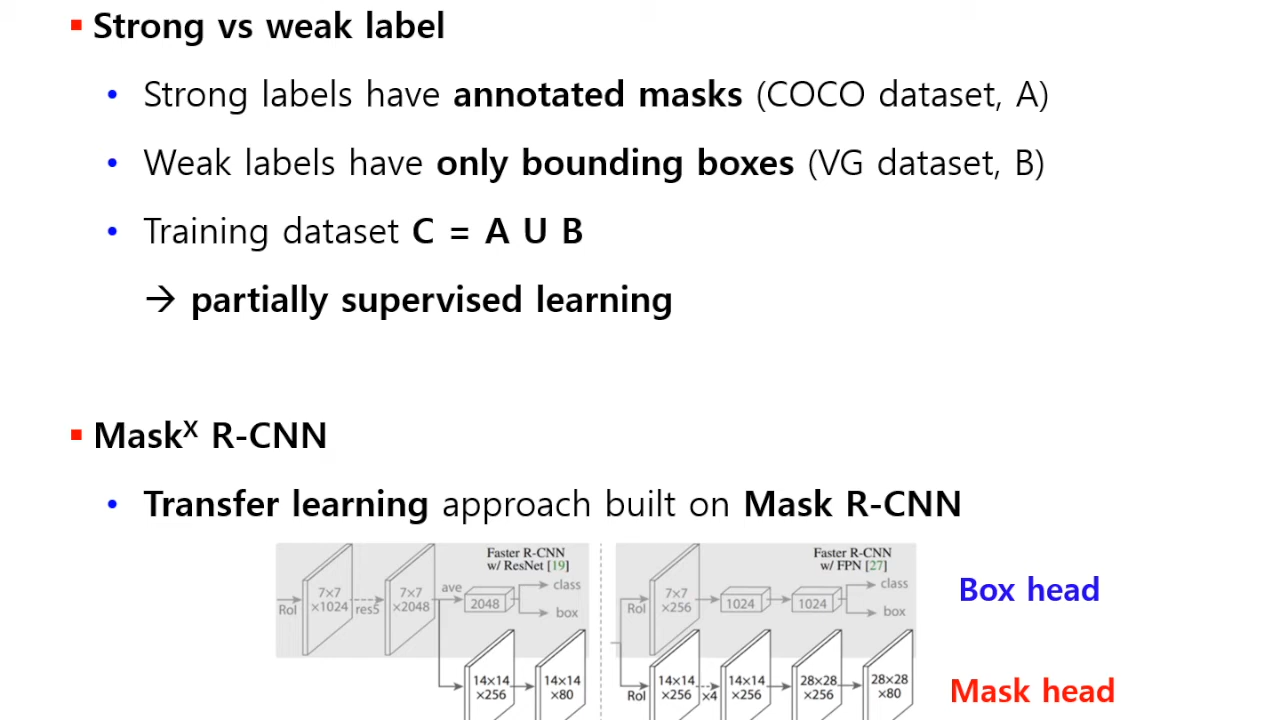 Strong vs weak label
Strong labels have annotated masks (COCO dataset, A)
Weak labels have only bounding boxes (VG dataset, B)
Training dataset C = A U B
→ partially supervised learning
Maskˣ R-CNN
Transfer learning approach built on Mask R-CNN
Faster R-CNN
w/ ResNet [19]
RoI
7×7
×1024
res5
7×7
×2048
ave
2048
class
box
14×14
×256
14×14
×80
Faster R-CNN
w/ FPN [27]
RoI
7×7
×256
1024
1024
class
box
RoI
14×14
×256
×4
14×14
×256
28×28
×256
28×28
×80
Box head
Mask head